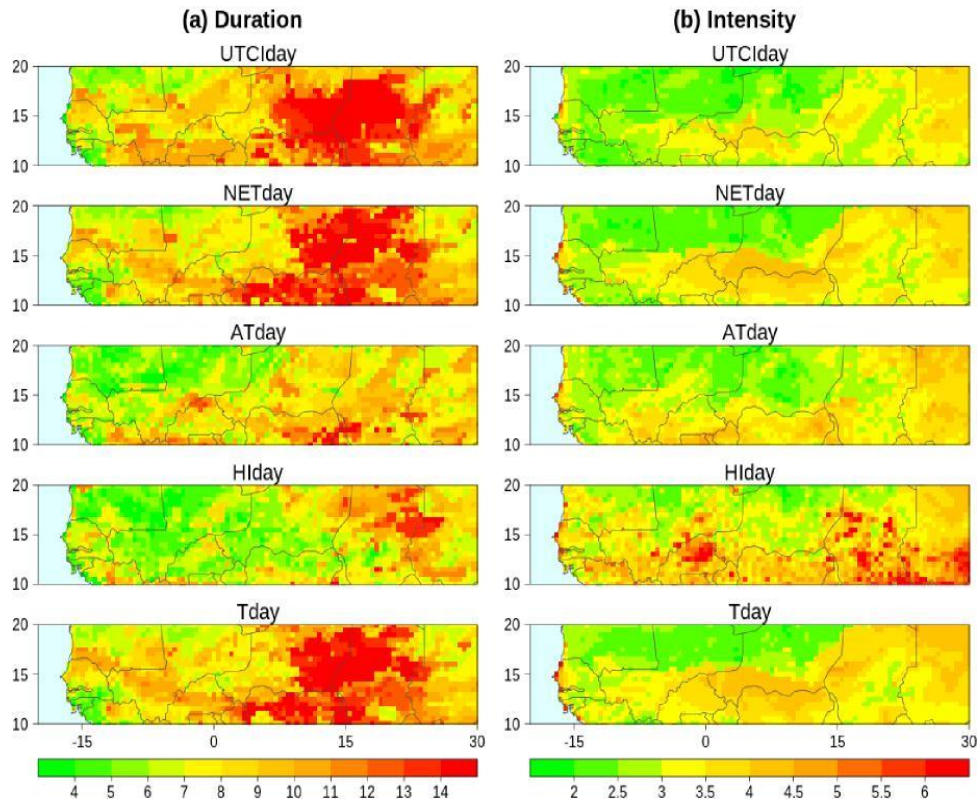 (a) Duration (b) Intensity
UTCIday UTCIday
20 20
15 15
10 10
NETday NETday
20 20
15 15
10 10
ATday ATday
20 20
15 15
10 10
HIday HIday
20 20
15 15
10 10
Tday Tday
20 20
15 15
10 10
-15 0 15 30 -15 0 15 30
4 5 6 7 8 9 10 11 12 13 14 2 2.5 3 3.5 4 4.5 5 5.5 6